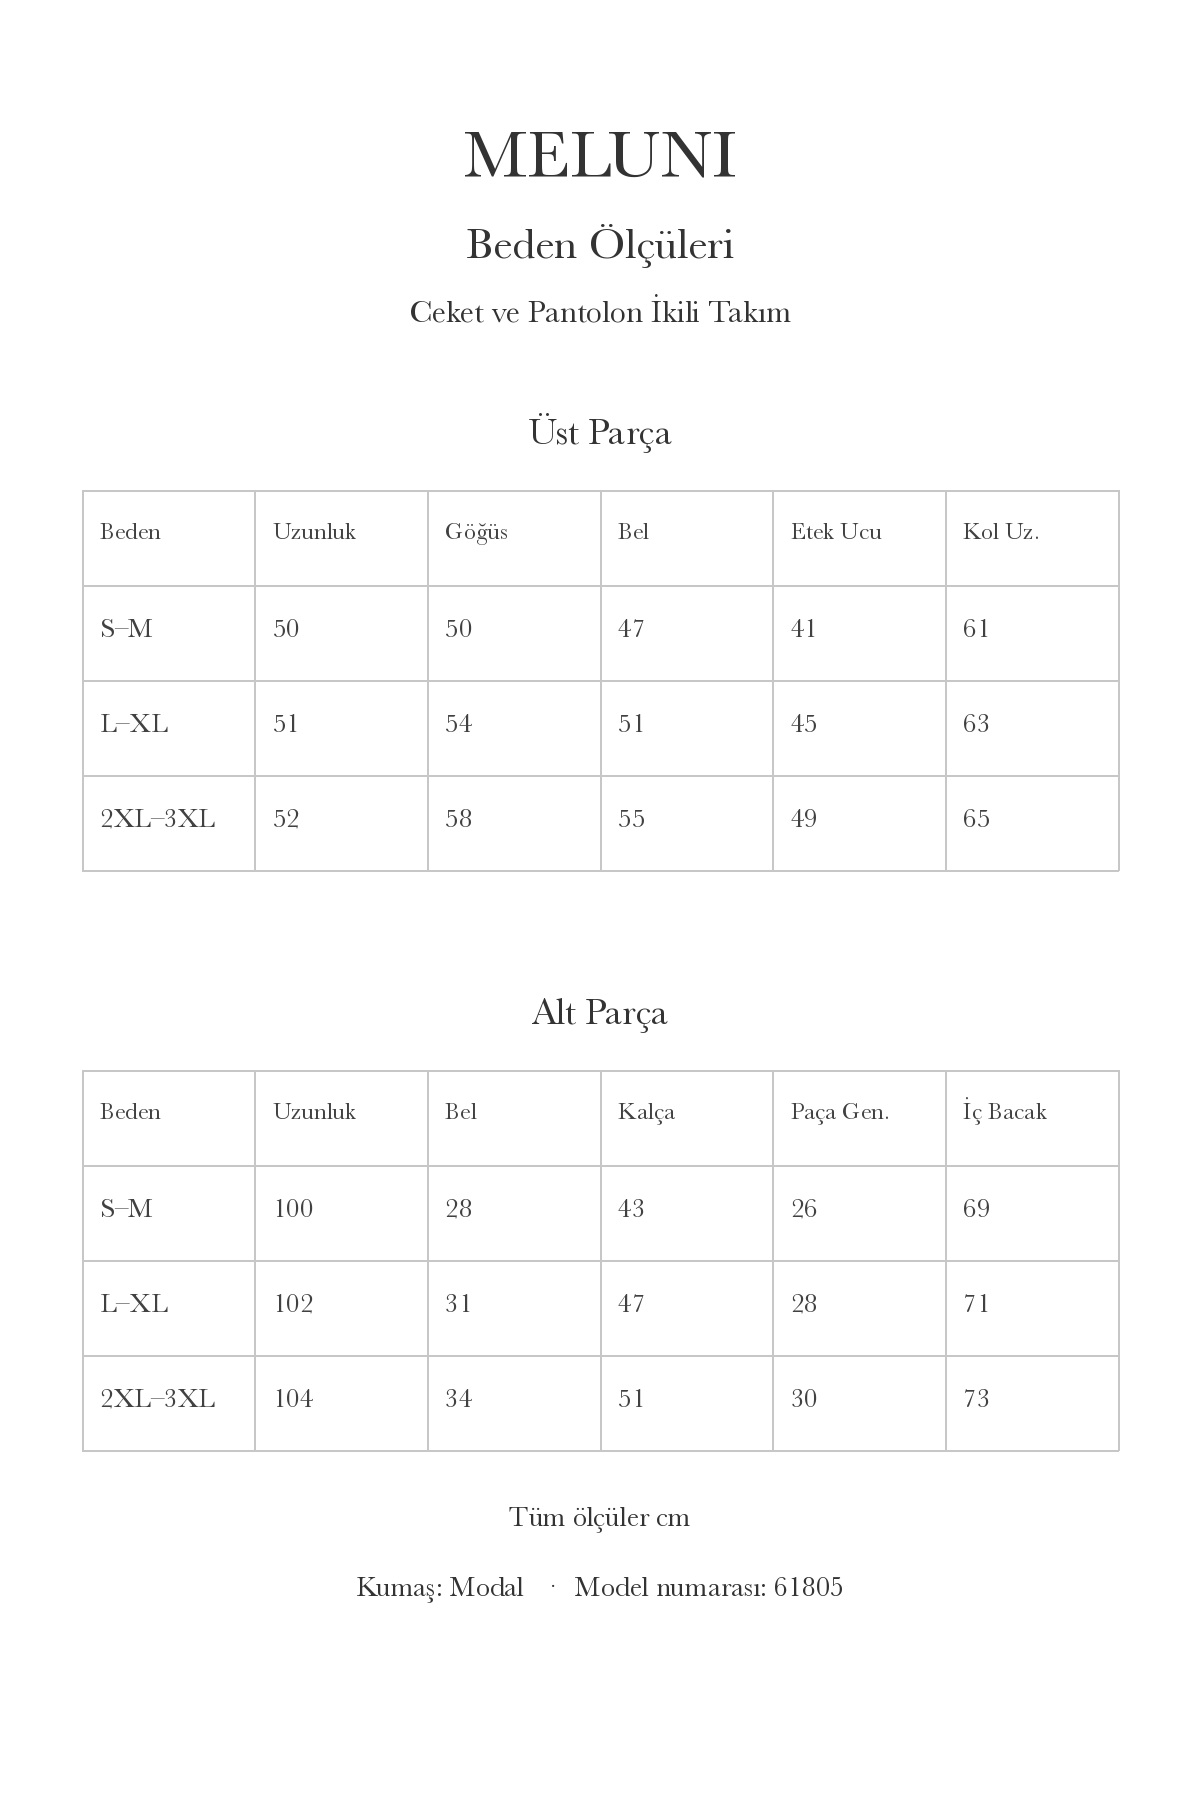 MELUNI
Beden Ölçüleri
Ceket ve Pantolon İkili Takım
Üst Parça
Beden Uzunluk Göğüs Bel Etek Ucu Kol Uz.
S–M 50 50 47 41 61
L–XL 51 54 51 45 63
2XL–3XL 52 58 55 49 65
Alt Parça
Beden Uzunluk Bel Kalça Paça Gen. İç Bacak
S–M 100 28 43 26 69
L–XL 102 31 47 28 71
2XL–3XL 104 34 51 30 73
Tüm ölçüler cm
Kumaş: Modal · Model numarası: 61805